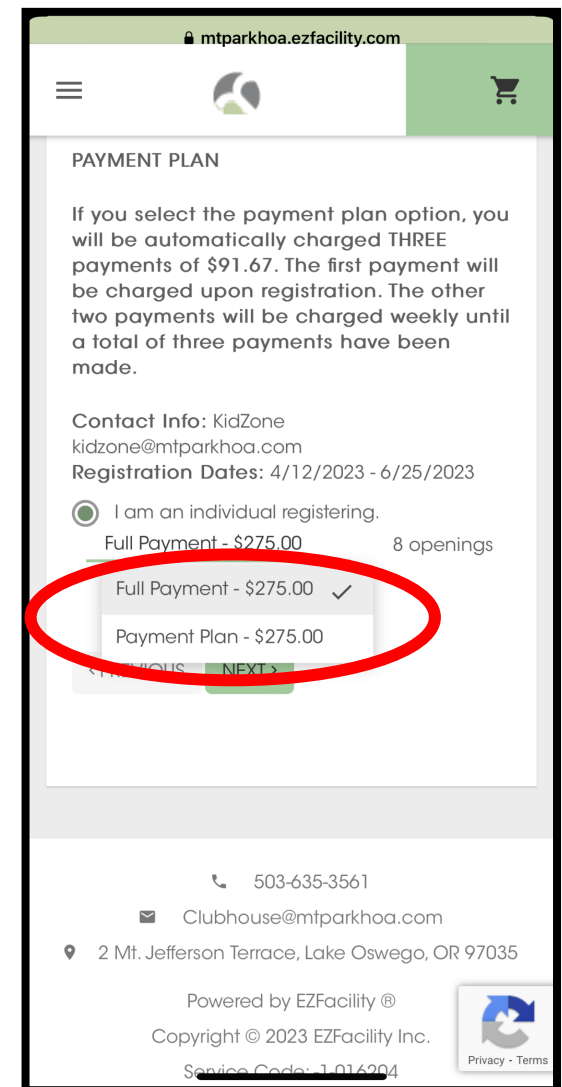 mtparkhoa.ezfacility.com
PAYMENT PLAN
If you select the payment plan option, you
will be automatically charged THREE
payments of $91.67. The first payment will
be charged upon registration. The other
two payments will be charged weekly until
a total of three payments have been
made.
Contact Info: KidZone
kidzone@mtparkhoa.com
Registration Dates: 4/12/2023 - 6/25/2023
I am an individual registering.
Full Payment - $275.00 8 openings
Full Payment - $275.00
Payment Plan - $275.00
‹ PREVIOUS NEXT ›
503-635-3561
Clubhouse@mtparkhoa.com
2 Mt. Jefferson Terrace, Lake Oswego, OR 97035
Powered by EZFacility ®
Copyright © 2023 EZFacility Inc.
Service Code: -1-016204
Privacy - Terms